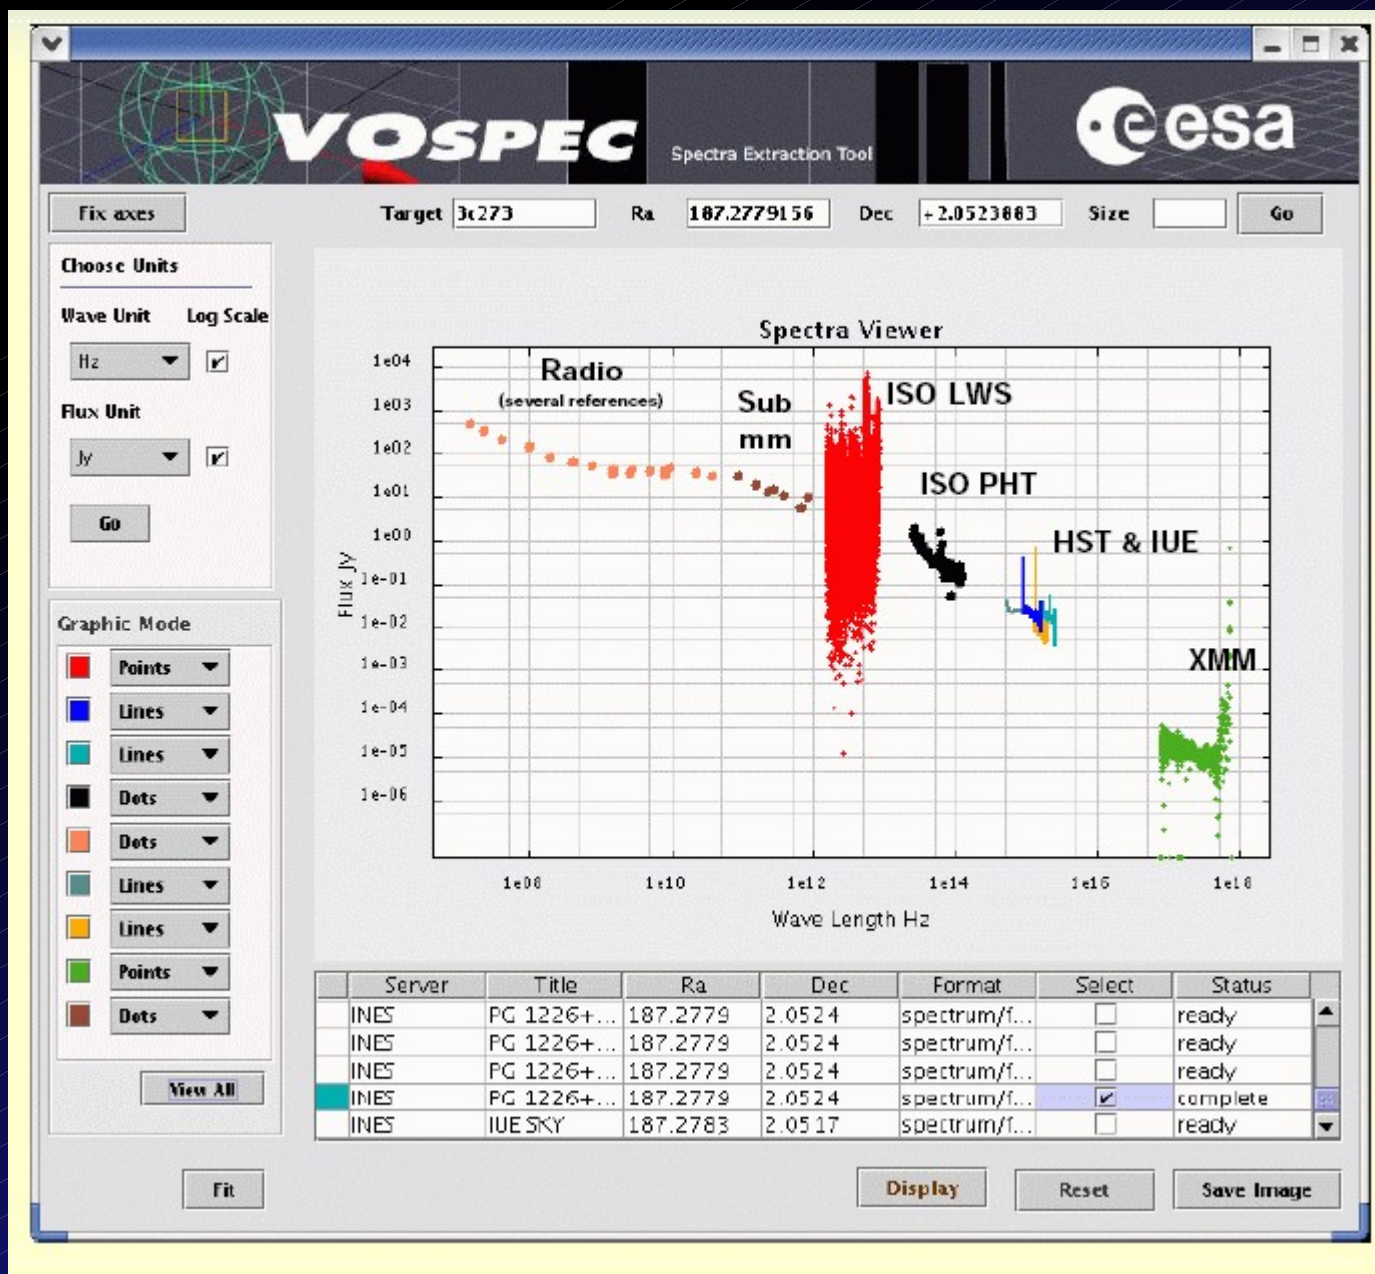 VOSPEC Spectra Extraction Tool esa
Fix axes Target 3c273 Ra 187.2779156 Dec +2.0523883 Size Go
Choose Units
Wave Unit Log Scale
Hz
Flux Unit
Jy
Go
Graphic Mode
Points
Lines
Lines
Dots
Dots
Lines
Lines
Points
Dots
View All
Fit
Spectra Viewer
1e04
1e03
1e02
1e01
1e00
1e-01
1e-02
1e-03
1e-04
1e-05
1e-06
Flux Jy
Radio
(several references)
Sub
mm
ISO LWS
ISO PHT
HST & IUE
XMM
1e08 1e10 1e12 1e14 1e16 1e18
Wave Length Hz
Server Title Ra Dec Format Select Status
INES PG 1226+... 187.2779 2.0524 spectrum/f... ready
INES PG 1226+... 187.2779 2.0524 spectrum/f... ready
INES PG 1226+... 187.2779 2.0524 spectrum/f... ready
INES PG 1226+... 187.2779 2.0524 spectrum/f... complete
INES IUE SKY 187.2783 2.0517 spectrum/f... ready
Display Reset Save Image